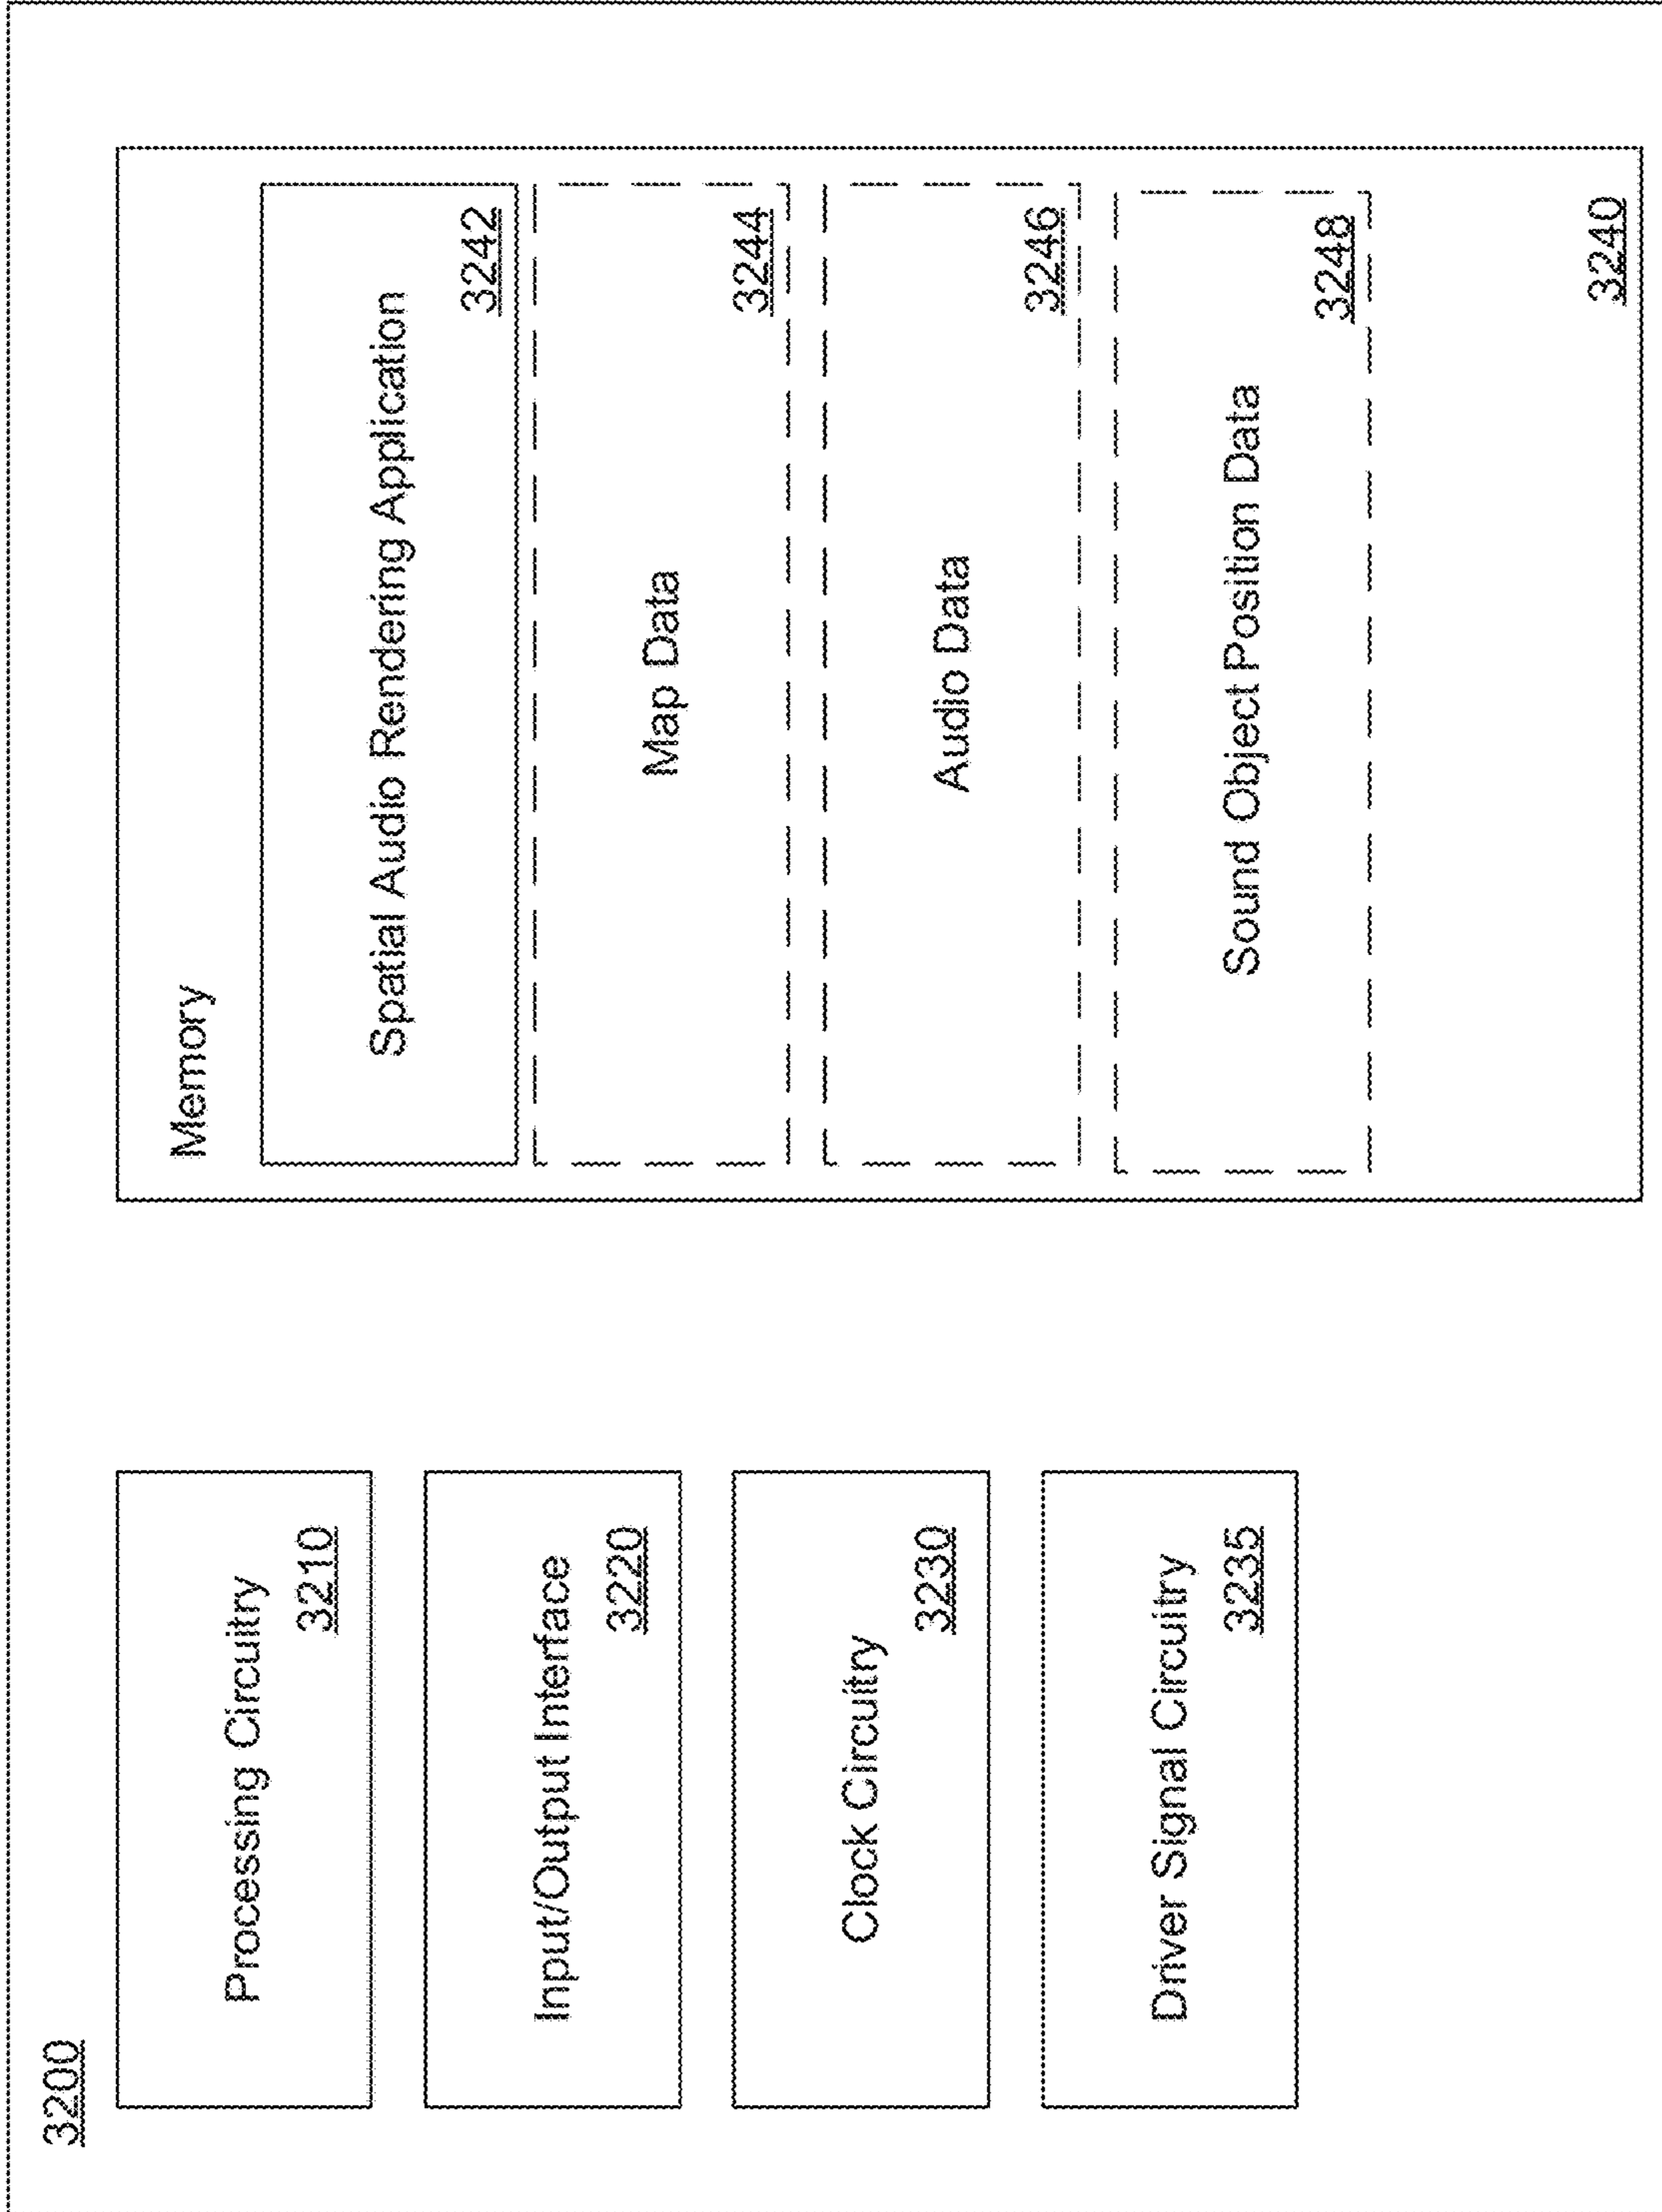 3200
Processing Circuitry
3210
Input/Output Interface
3220
Clock Circuitry
3230
Driver Signal Circuitry
3235
Memory
Spatial Audio Rendering Application
3242
Map Data
3244
Audio Data
3246
Sound Object Position Data
3248
3240